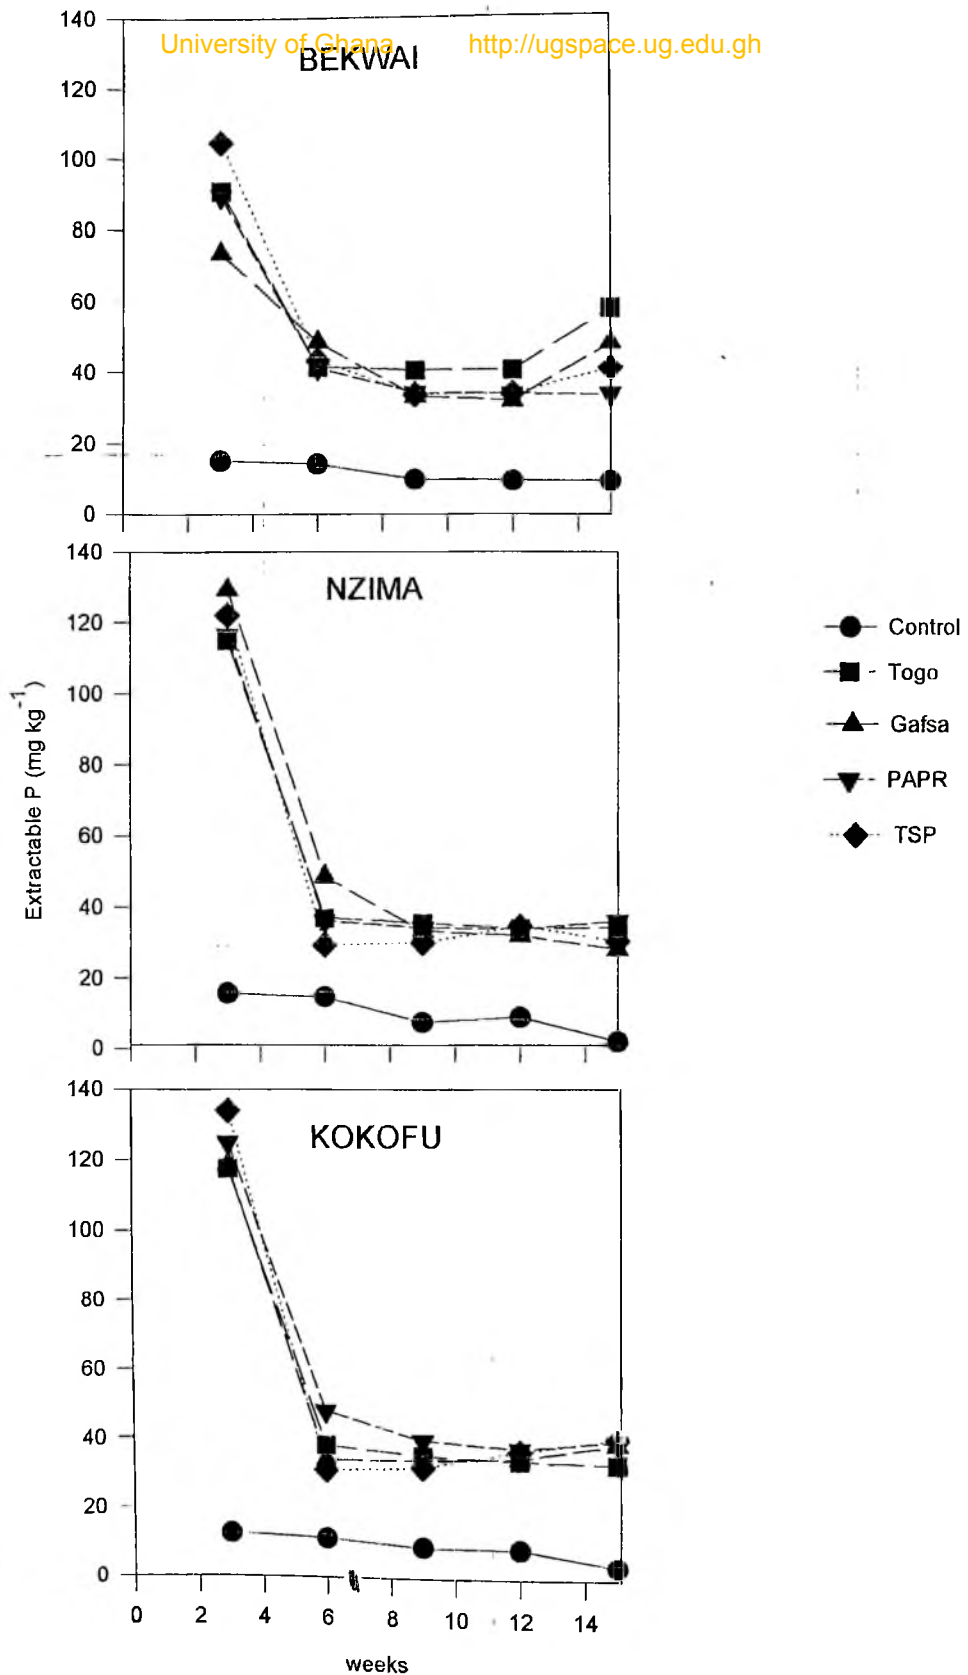 140
University of Ghana http://ugspace.ug.edu.gh
BEKWAI
120
100
80
60
40
20
0
140
NZIMA
120
100
80
60
40
20
0
Extractable P (mg kg-1)
Control
Togo
Gafsa
PAPR
TSP
140
KOKOFU
120
100
80
60
40
20
0
0 2 4 6 8 10 12 14
weeks